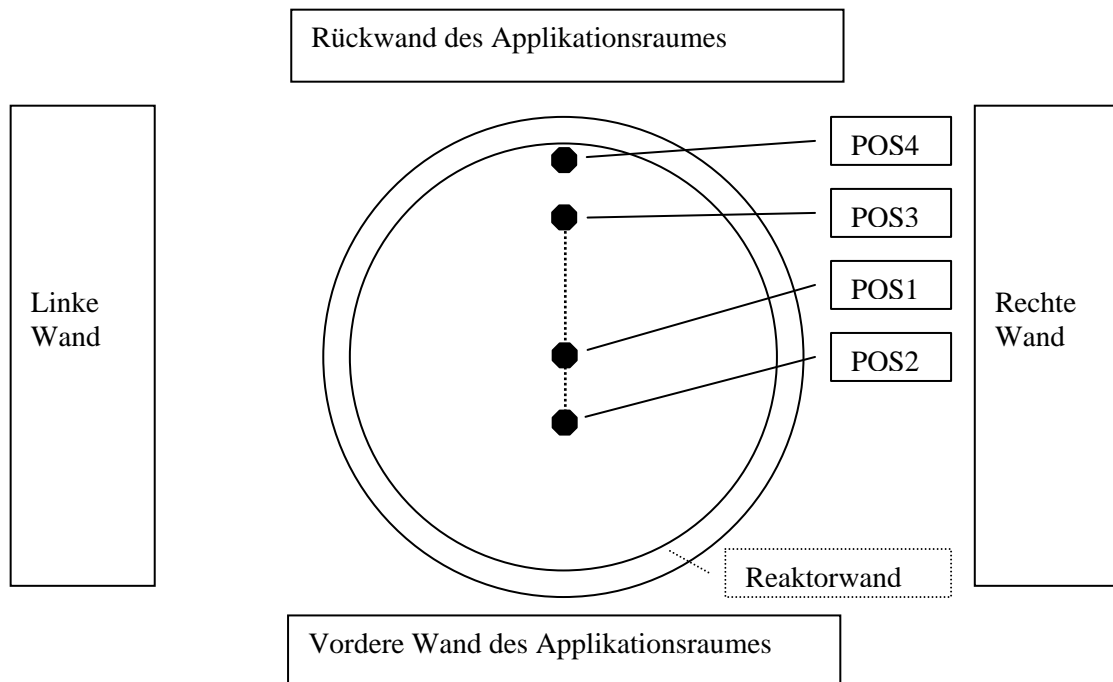 Rückwand des Applikationsraumes
POS4
POS3
POS1
POS2
Linke
Wand
Rechte
Wand
Reaktorwand
Vordere Wand des Applikationsraumes